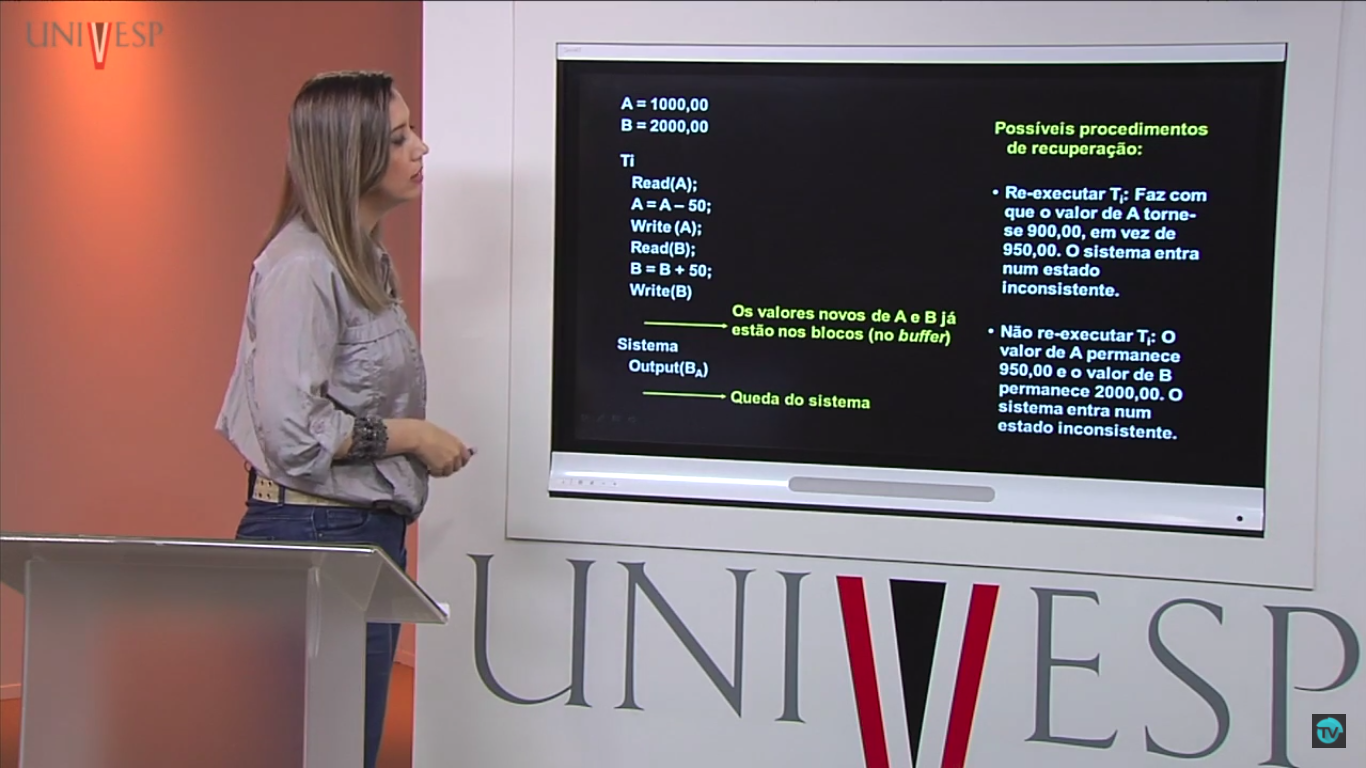 UNIVESP
A = 1000,00
B = 2000,00
Ti
Read(A);
A = A – 50;
Write (A);
Read(B);
B = B + 50;
Write(B)
Os valores novos de A e B já
estão nos blocos (no buffer)
Sistema
Output(BA)
Queda do sistema
Possíveis procedimentos
de recuperação:
• Re-executar Ti: Faz com
que o valor de A torne-
se 900,00, em vez de
950,00. O sistema entra
num estado
inconsistente.
• Não re-executar Ti: O
valor de A permanece
950,00 e o valor de B
permanece 2000,00. O
sistema entra num
estado inconsistente.
UNIVESP
TV